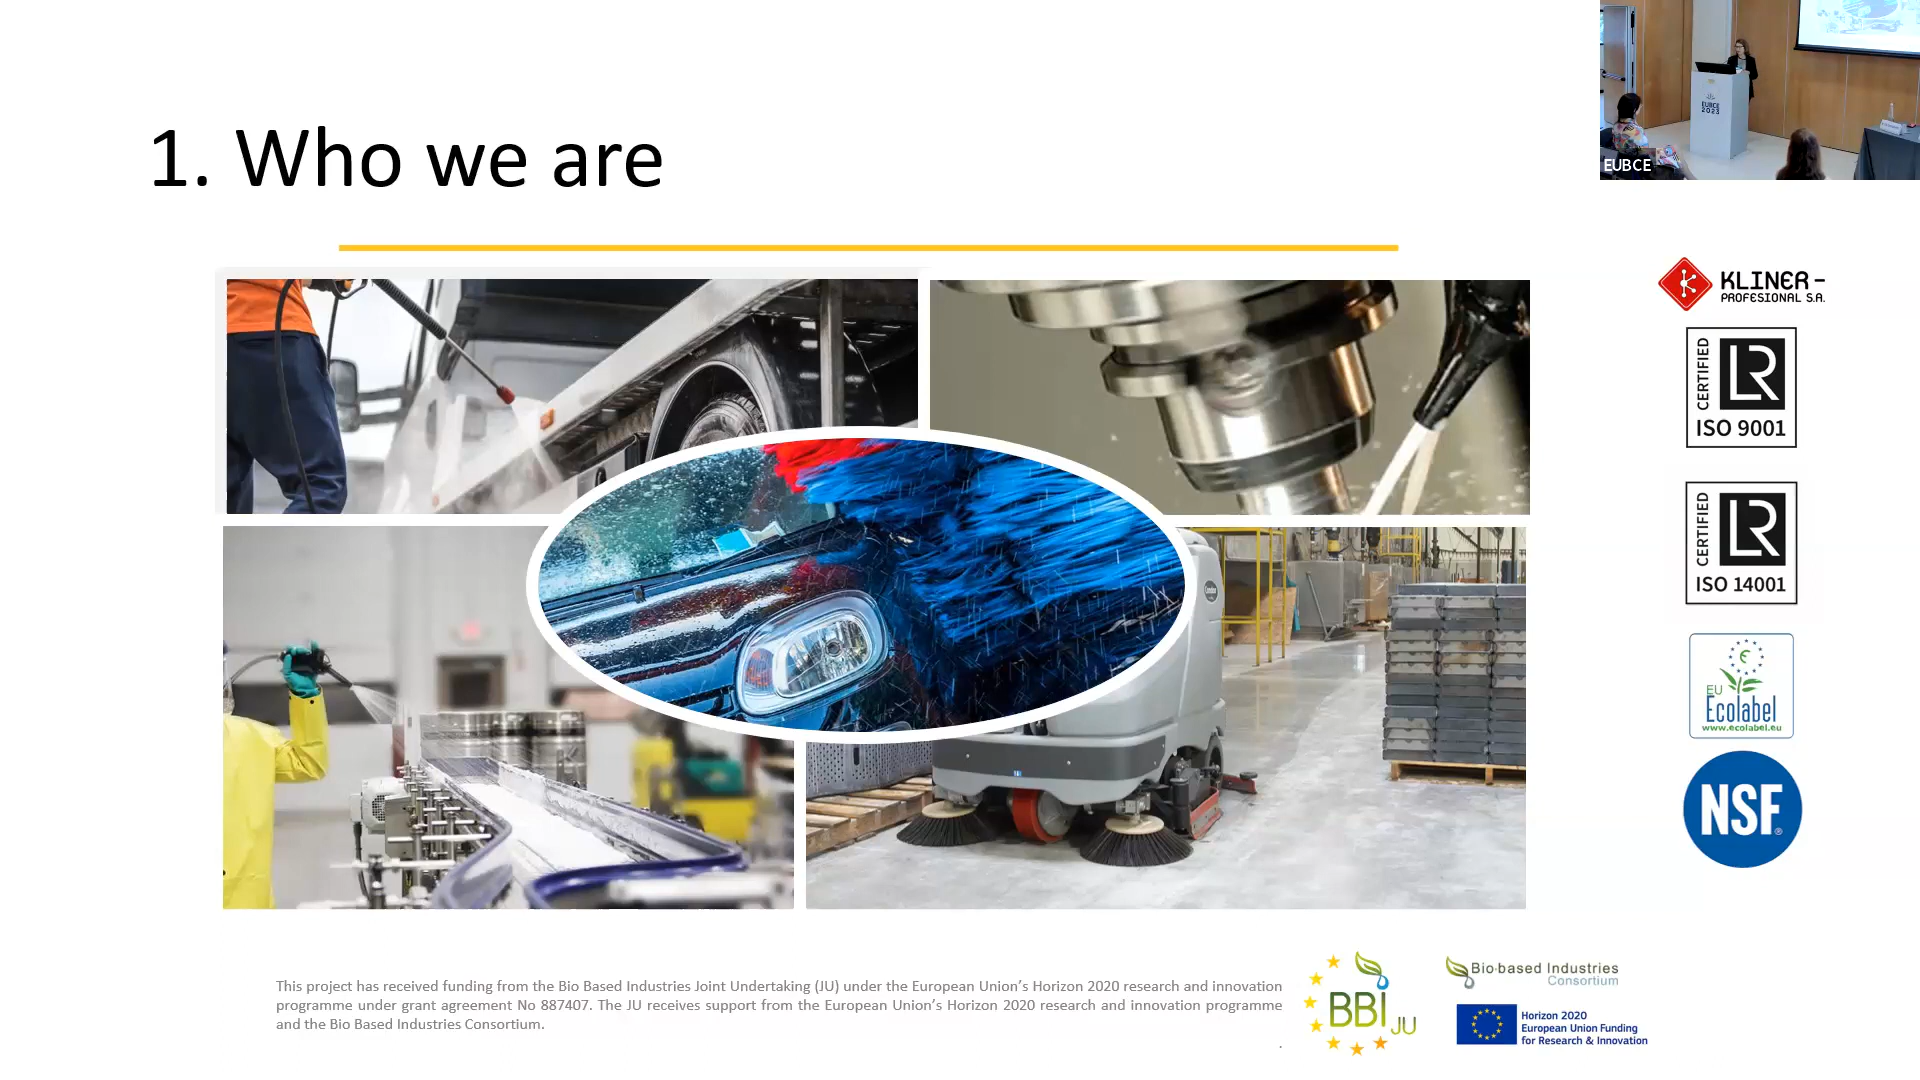 1. Who we are
EUBCE
2023
EUBCE
KLINER-
PROFESIONAL S.A.
CERTIFIED
LR
ISO 9001
CERTIFIED
LR
ISO 14001
EU
Ecolabel
www.ecolabel.eu
NSF®
This project has received funding from the Bio Based Industries Joint Undertaking (JU) under the European Union’s Horizon 2020 research and innovation
programme under grant agreement No 887407. The JU receives support from the European Union’s Horizon 2020 research and innovation programme
and the Bio Based Industries Consortium.
.
BBI JU
Bio-based Industries
Consortium
Horizon 2020
European Union Funding
for Research & Innovation